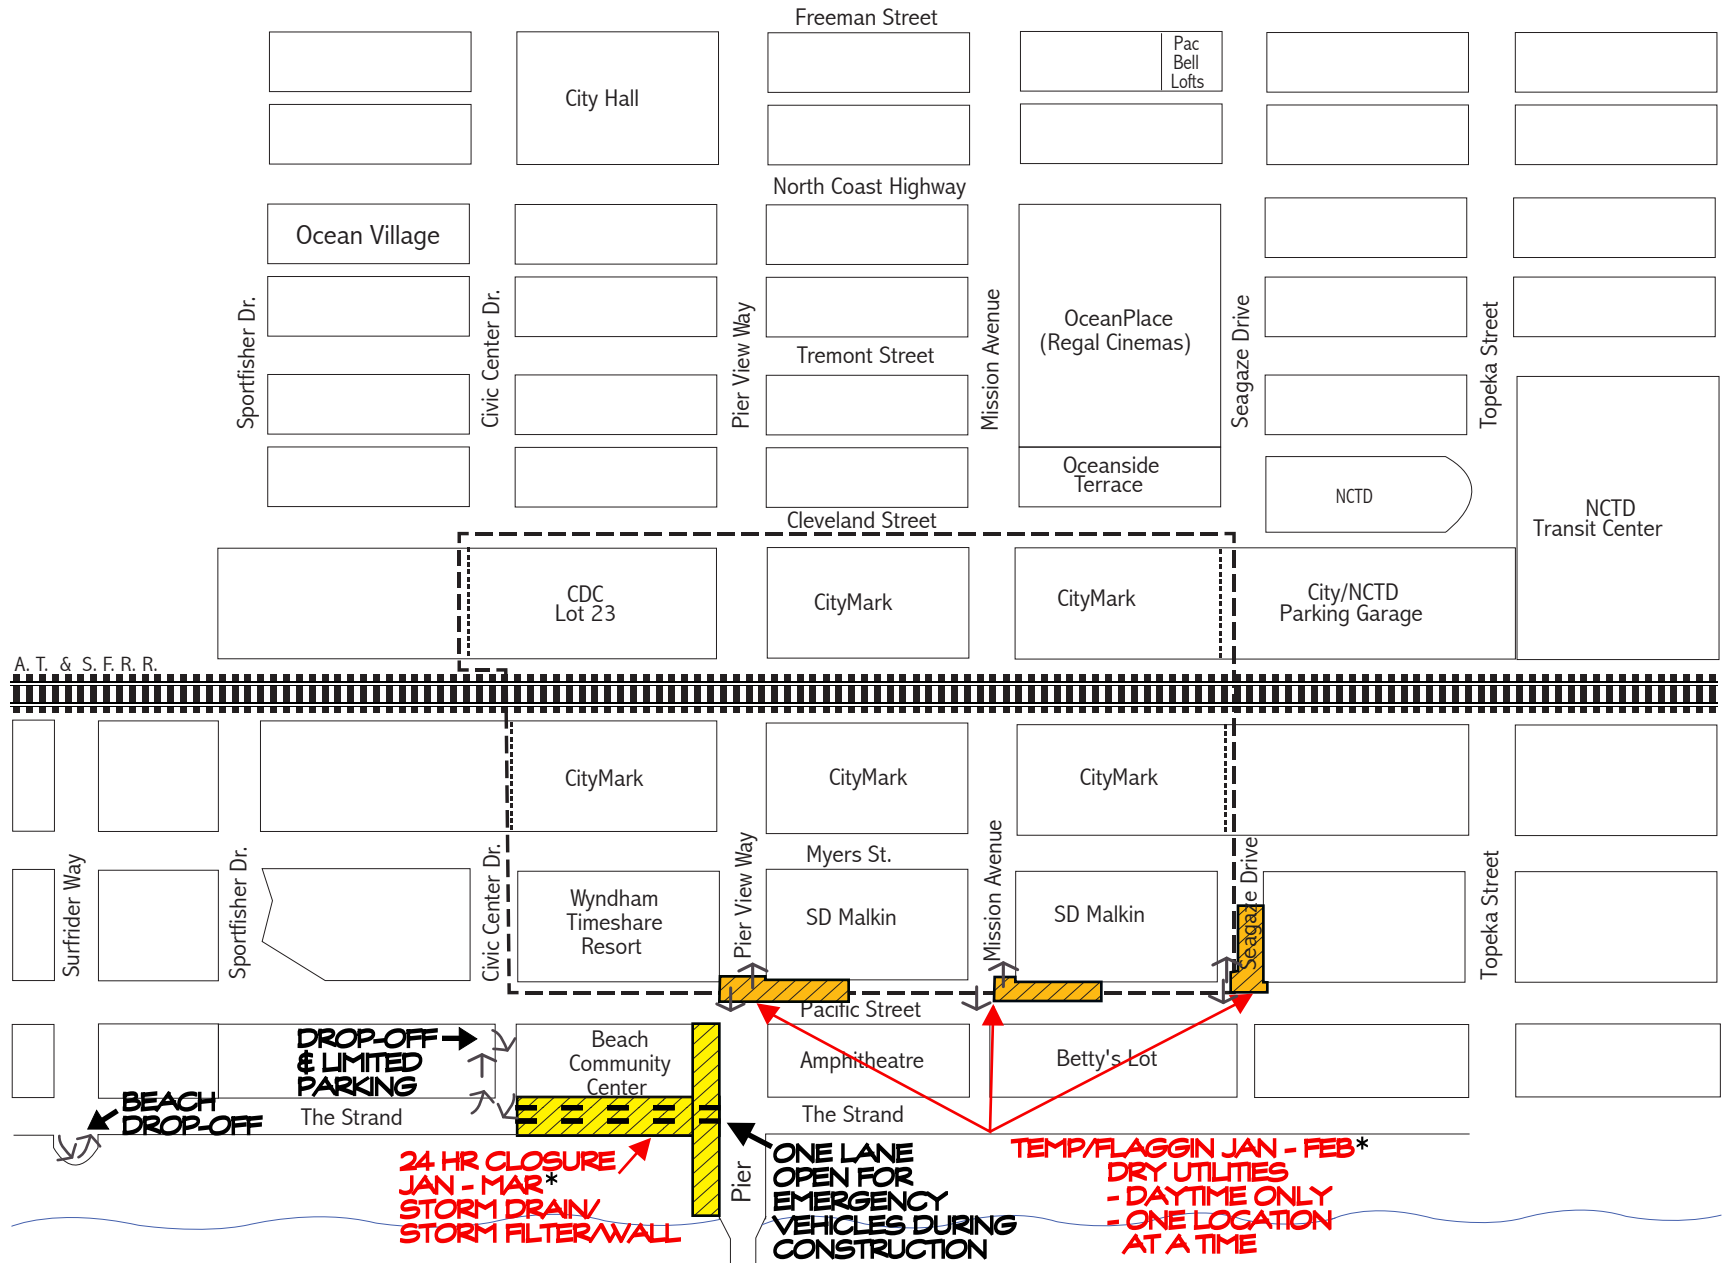 Freeman Street
Pac
Bell
Lofts
City Hall
North Coast Highway
Ocean Village
Sportfisher Dr.
Civic Center Dr.
Pier View Way
Mission Avenue
Seagaze Drive
Topeka Street
OceanPlace
(Regal Cinemas)
Tremont Street
Oceanside
Terrace
NCTD
NCTD
Transit Center
Cleveland Street
CDC
Lot 23
CityMark
CityMark
City/NCTD
Parking Garage
A. T. & S. F. R. R.
CityMark
CityMark
CityMark
Surfrider Way
Sportfisher Dr.
Civic Center Dr.
Pier View Way
Myers St.
Mission Avenue
Seagaze Drive
Topeka Street
Wyndham
Timeshare
Resort
SD Malkin
SD Malkin
Pacific Street
DROP-OFF
& LIMITED
PARKING
Beach
Community
Center
Amphitheatre
Betty's Lot
BEACH
DROP-OFF
The Strand
The Strand
24 HR CLOSURE
JAN - MAR*
STORM DRAIN/
STORM FILTER/WALL
Pier
ONE LANE
OPEN FOR
EMERGENCY
VEHICLES DURING
CONSTRUCTION
TEMP/FLAGGIN JAN - FEB*
DRY UTILITIES
- DAYTIME ONLY
- ONE LOCATION
AT A TIME